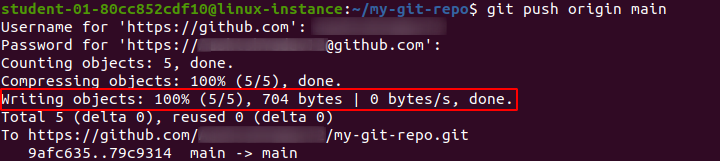 student-01-80cc852cdf10@linux-instance:~/my-git-repo$ git push origin main
Username for 'https://github.com':
Password for 'https://@github.com':
Counting objects: 5, done.
Compressing objects: 100% (5/5), done.
Writing objects: 100% (5/5), 704 bytes | 0 bytes/s, done.
Total 5 (delta 0), reused 0 (delta 0)
To https://github.com/ /my-git-repo.git
9afc635..79c9314 main -> main